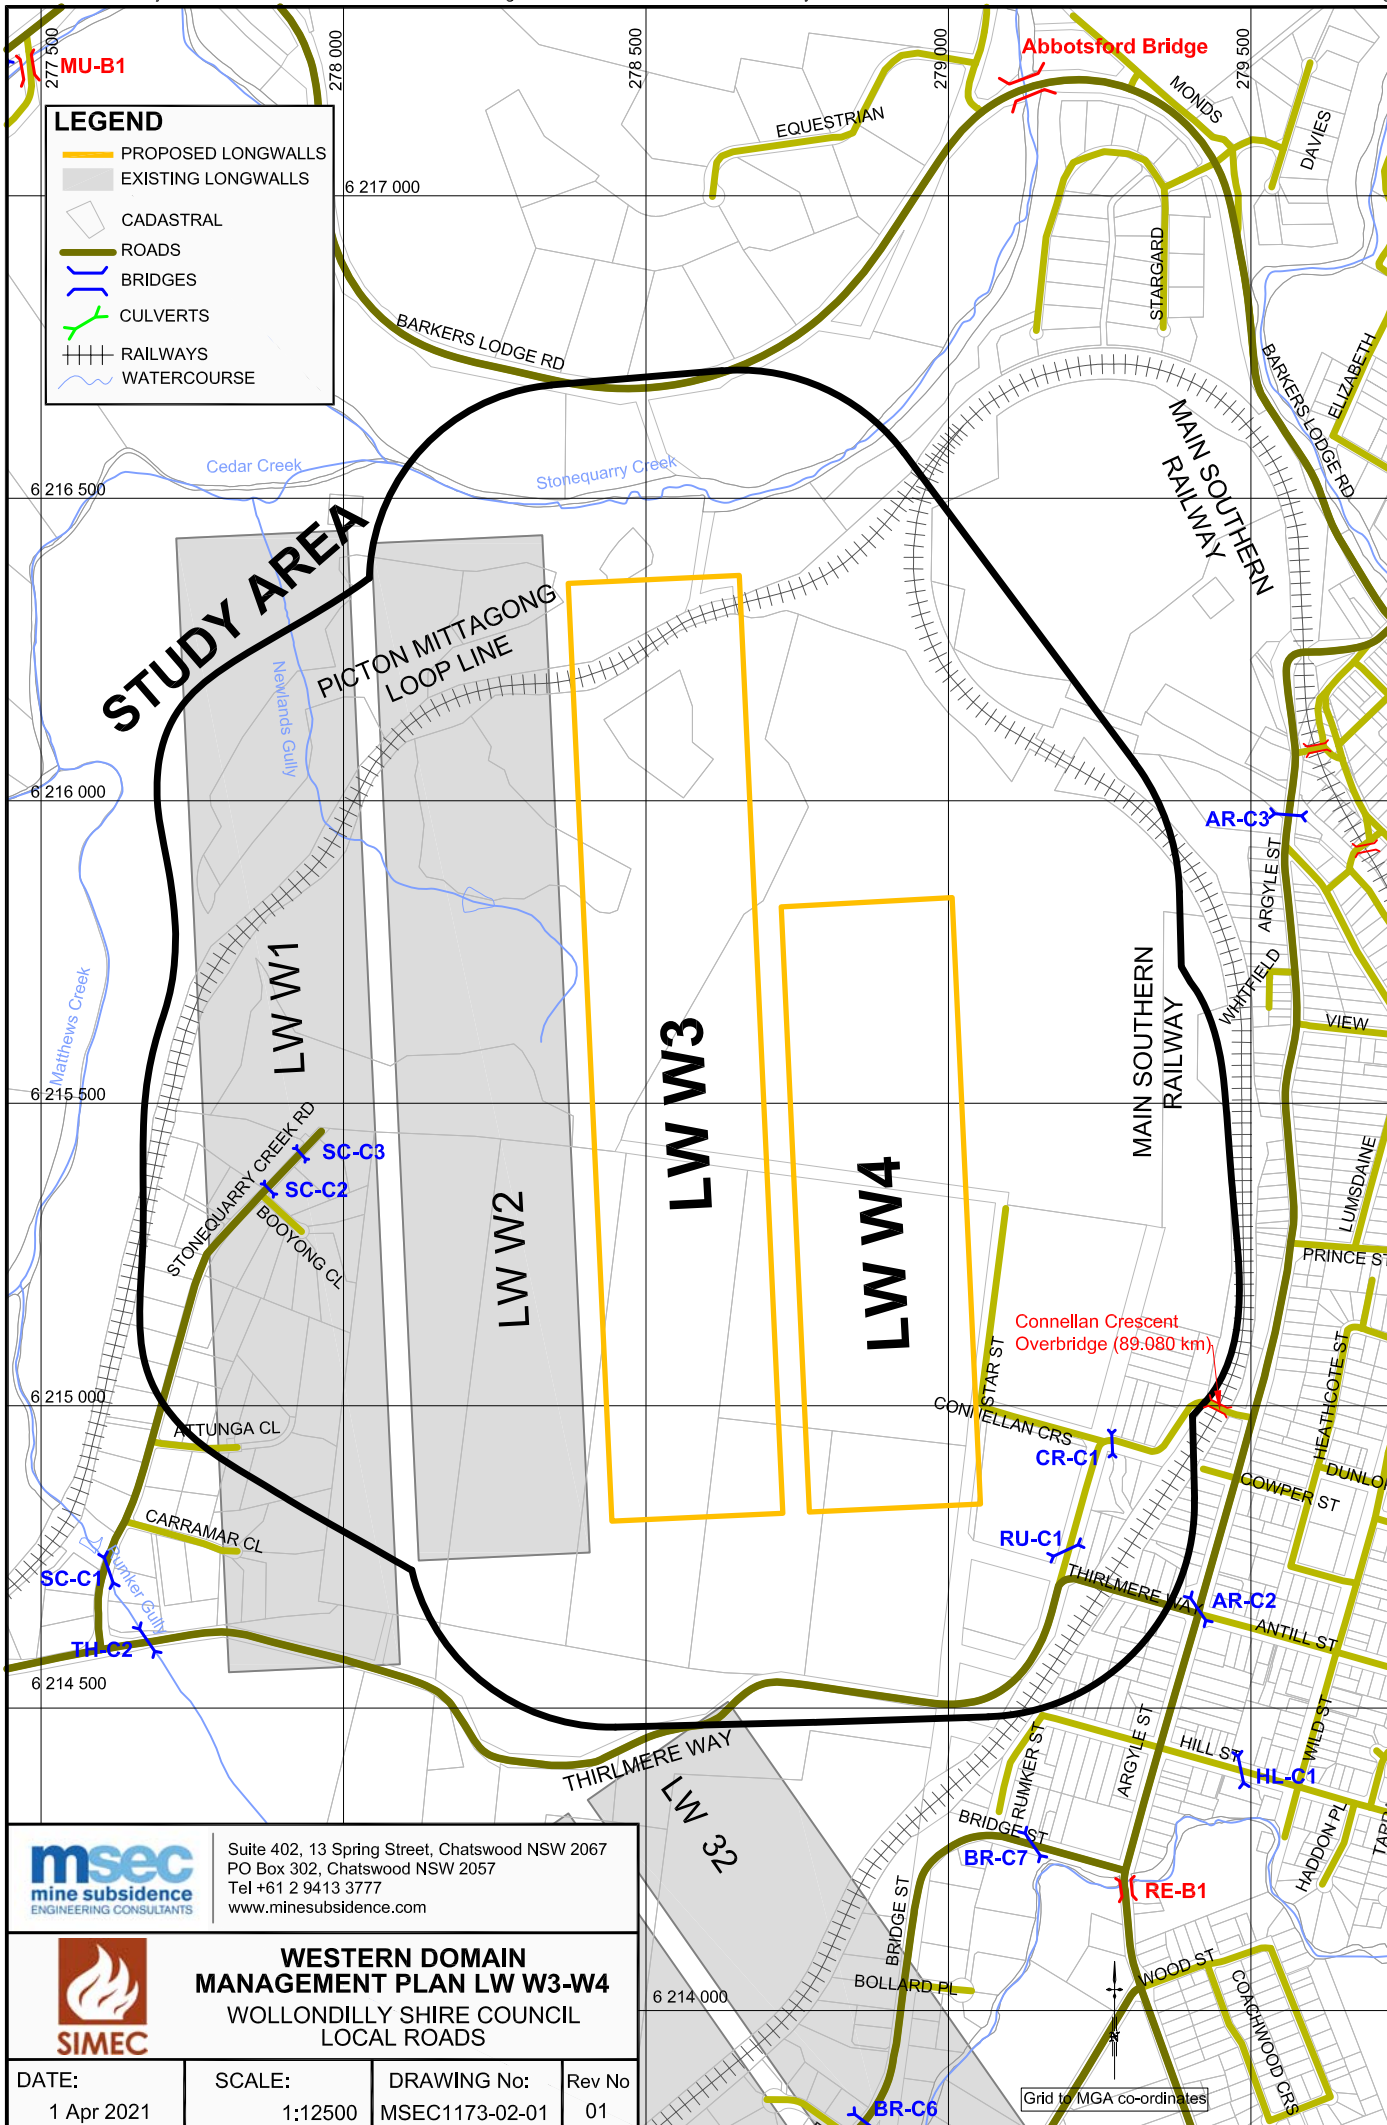 277 500
278 000
278 500
279 000
279 500
MU-B1
Abbotsford Bridge
MONDS
DAVIES
EQUESTRIAN
LEGEND
PROPOSED LONGWALLS
EXISTING LONGWALLS
CADASTRAL
ROADS
BRIDGES
CULVERTS
RAILWAYS
WATERCOURSE
6 217 000
STARGARD
BARKERS LODGE RD
BARKERS LODGE RD
ELIZABETH
MAIN SOUTHERN
RAILWAY
Cedar Creek
Stonequarry Creek
6 216 500
STUDY AREA
PICTON MITTAGONG
LOOP LINE
Newlands Gully
6 216 000
AR-C3
ARGYLE ST
LW W1
Matthews Creek
WHITFIELD
VIEW
MAIN SOUTHERN
RAILWAY
LW W3
6 215 500
STONEQUARRY CREEK RD
SC-C3
SC-C2
BOOYONG CL
LW W2
LW W4
LUMSDAINE
PRINCE ST
Connellan Crescent
Overbridge (89.080 km)
STAR ST
HEATHCOTE ST
6 215 000
ATTUNGA CL
CONNELLAN CRS
CR-C1
COWPER ST
DUNLOP
CARRAMAR CL
RU-C1
SC-C1
Rumker Gully
THIRLMERE WAY
AR-C2
ANTILL ST
TH-C2
6 214 500
WILD ST
ARGYLE ST
HILL ST
HL-C1
THIRLMERE WAY
LW 32
RUMKER ST
BRIDGE ST
BR-C7
HADDON PL
TAR
RE-B1
BRIDGE ST
BOLLARD PL
WOOD ST
COACHWOOD CRS
6 214 000
BR-C6
Grid to MGA co-ordinates
msec
mine subsidence
ENGINEERING CONSULTANTS
Suite 402, 13 Spring Street, Chatswood NSW 2067
PO Box 302, Chatswood NSW 2057
Tel +61 2 9413 3777
www.minesubsidence.com
SIMEC
WESTERN DOMAIN
MANAGEMENT PLAN LW W3-W4
WOLLONDILLY SHIRE COUNCIL
LOCAL ROADS
DATE:
1 Apr 2021
SCALE:
1:12500
DRAWING No:
MSEC1173-02-01
Rev No
01